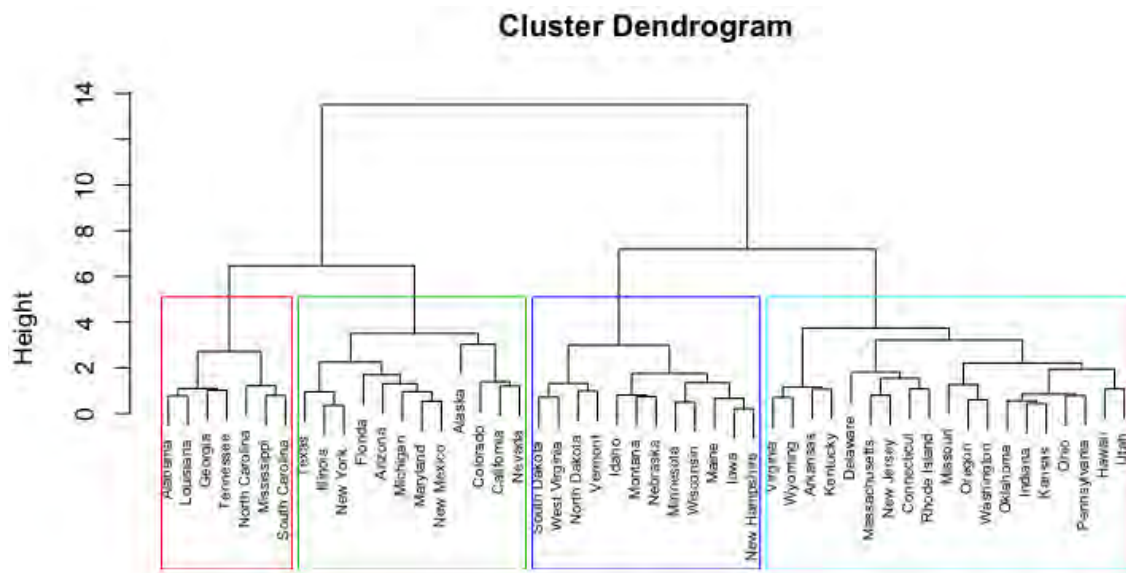 Cluster Dendrogram
Height
14
10
8
6
4
2
0
Alabama
Louisiana
Georgia
Tennessee
North Carolina
Mississippi
South Carolina
Texas
Illinois
New York
Florida
Arizona
Michigan
Maryland
New Mexico
Alaska
Colorado
California
Nevada
South Dakota
West Virginia
North Dakota
Vermont
Idaho
Montana
Nebraska
Minnesota
Wisconsin
Maine
Iowa
New Hampshire
Virginia
Wyoming
Arkansas
Kentucky
Delaware
Massachusetts
New Jersey
Connecticut
Rhode Island
Missouri
Oregon
Washington
Oklahoma
Indiana
Kansas
Ohio
Pennsylvania
Hawaii
Utah